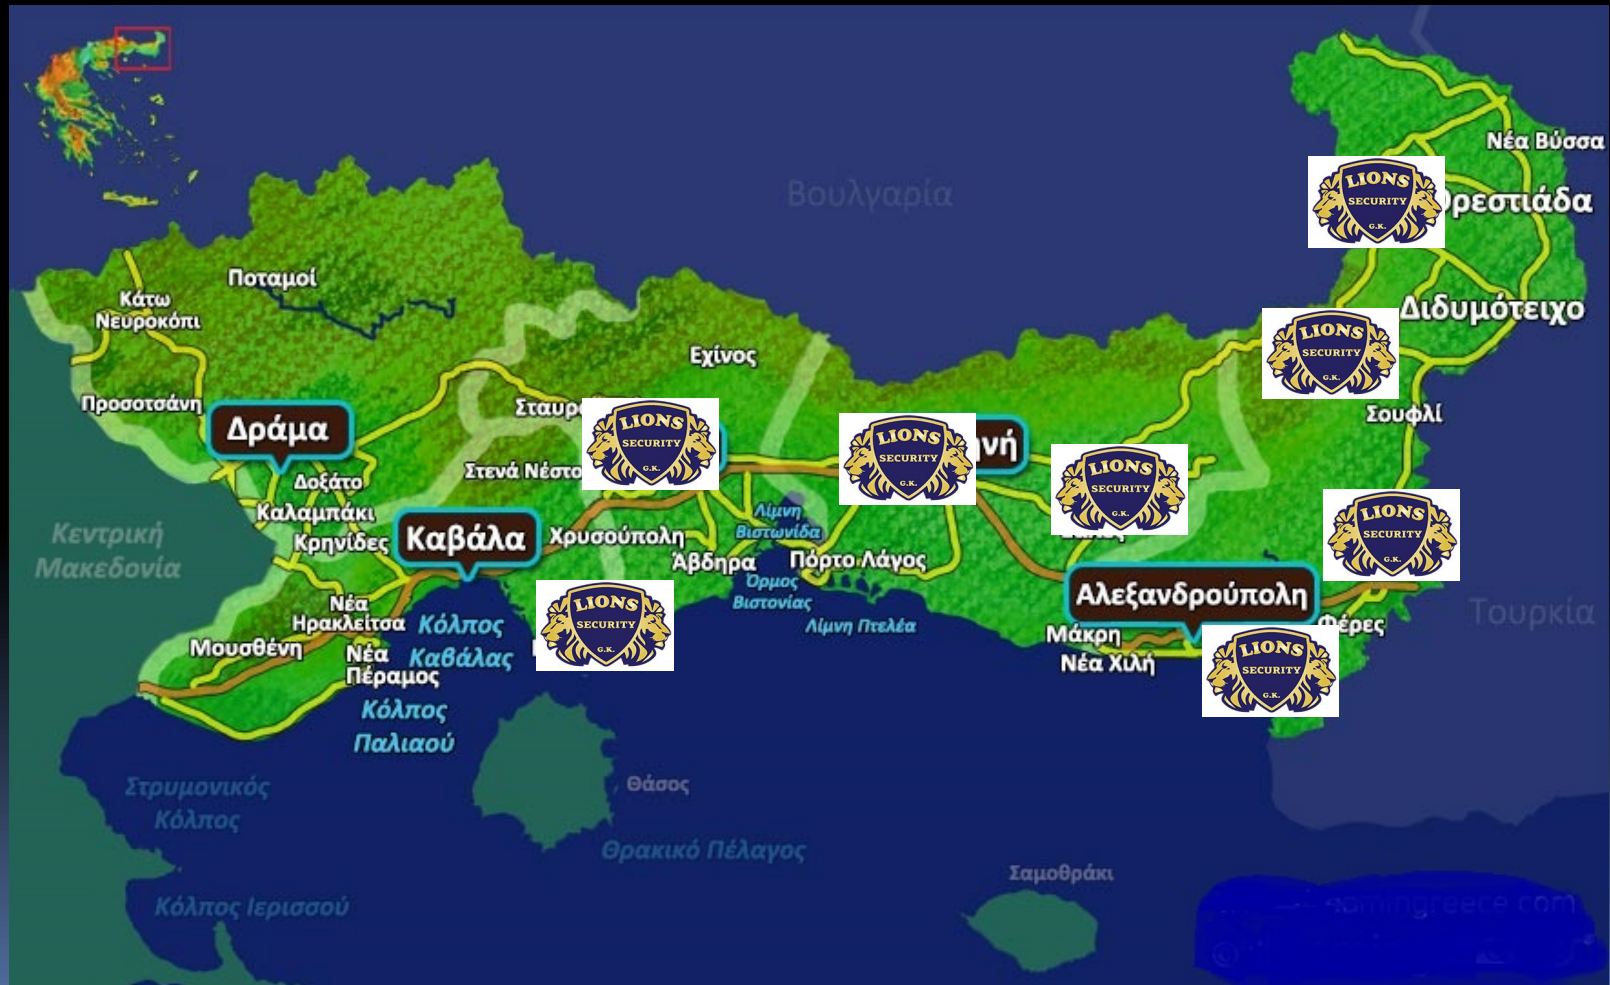 Βουλγαρία
Νέα Βύσσα
LIONS
SECURITY
G.K.
ρεστιάδα
Ποταμοί
Κάτω
Νευροκόπι
LIONS
SECURITY
G.K.
Διδυμότειχο
Εχίνος
Προσοτσάνη
Δράμα
Σταυρ
LIONS
SECURITY
G.K.
LIONS
SECURITY
G.K.
νή
Σουφλί
Στενά Νέστο
Δοξάτο
LIONS
SECURITY
G.K.
Καλαμπάκι
Λίμνη
Βιστωνίδα
Κεντρική
Μακεδονία
Κρηνίδες
Καβάλα
Χρυσούπολη
LIONS
SECURITY
G.K.
Άβδηρα
Πόρτο Λάγος
Όρμος
Βιστονίας
Αλεξανδρούπολη
Τουρκία
Νέα
Ηρακλείτσα
Κόλπος
Καβάλας
LIONS
SECURITY
G.K.
Λίμνη Πτελέα
Μάκρη
Φέρες
Μουσθένη
Νέα
Πέραμος
Νέα Χιλή
LIONS
SECURITY
G.K.
Κόλπος
Παλιαού
Στρυμονικός
Κόλπος
Θάσος
Θρακικό Πέλαγος
Σαμοθράκι
Κόλπος Ιερισσού